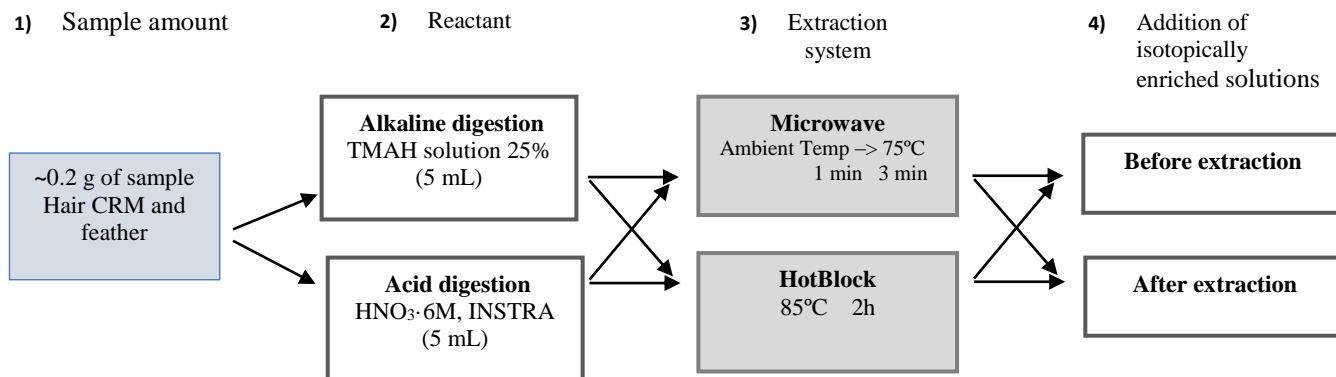 1) Sample amount
2) Reactant
3) Extraction
system
4) Addition of
isotopically
enriched solutions
~0.2 g of sample
Hair CRM and
feather
Alkaline digestion
TMAH solution 25%
(5 mL)
Acid digestion
HNO₃·6M, INSTRA
(5 mL)
Microwave
Ambient Temp –> 75ºC
1 min 3 min
HotBlock
85ºC 2h
Before extraction
After extraction